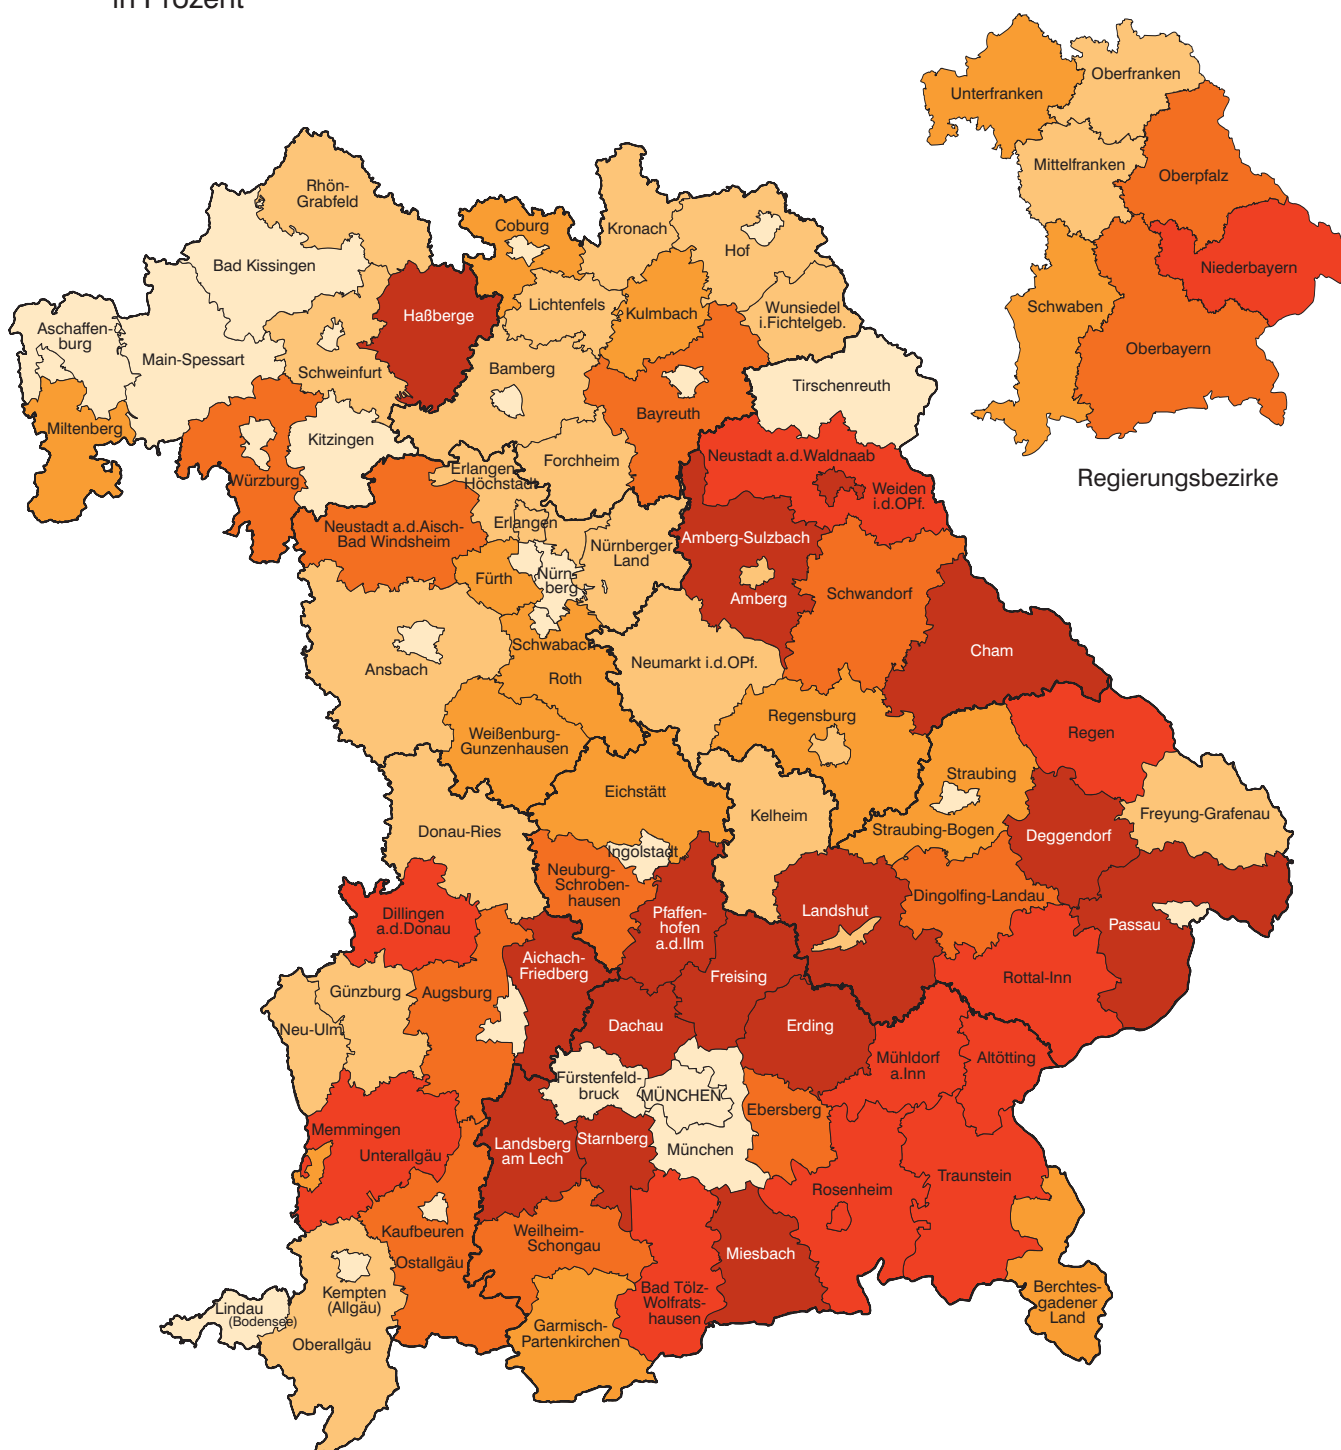 in Prozent
Unterfranken
Oberfranken
Mittelfranken
Oberpfalz
Niederbayern
Schwaben
Oberbayern
Regierungsbezirke
Rhön-
Grabfeld
Bad Kissingen
Coburg
Kronach
Hof
Aschaffen-
burg
Main-Spessart
Haßberge
Lichtenfels
Kulmbach
Wunsiedel
i.Fichtelgeb.
Schweinfurt
Bamberg
Tirschenreuth
Miltenberg
Kitzingen
Bayreuth
Würzburg
Erlangen-
Höchstadt
Forchheim
Neustadt a.d.Waldnaab
Weiden
i.d.OPf.
Neustadt a.d.Aisch-
Bad Windsheim
Erlangen
Nürnberger
Land
Amberg-Sulzbach
Fürth
Nürn-
berg
Amberg
Schwandorf
Ansbach
Schwabach
Roth
Neumarkt i.d.OPf.
Cham
Weißenburg-
Gunzenhausen
Regensburg
Regen
Eichstätt
Straubing
Donau-Ries
Kelheim
Straubing-Bogen
Deggendorf
Freyung-Grafenau
Ingolstadt
Neuburg-
Schroben-
hausen
Dingolfing-Landau
Dillingen
a.d.Donau
Pfaffen-
hofen
a.d.Ilm
Landshut
Passau
Aichach-
Friedberg
Freising
Rottal-Inn
Günzburg
Augsburg
Neu-Ulm
Dachau
Erding
Mühldorf
a.Inn
Altötting
Fürstenfeld-
bruck
MÜNCHEN
Ebersberg
Memmingen
Unterallgäu
Landsberg
am Lech
Starnberg
München
Rosenheim
Traunstein
Kaufbeuren
Ostallgäu
Weilheim-
Schongau
Miesbach
Kempten
(Allgäu)
Lindau
(Bodensee)
Oberallgäu
Garmisch-
Partenkirchen
Bad Tölz-
Wolfrats-
hausen
Berchtes-
gadener
Land